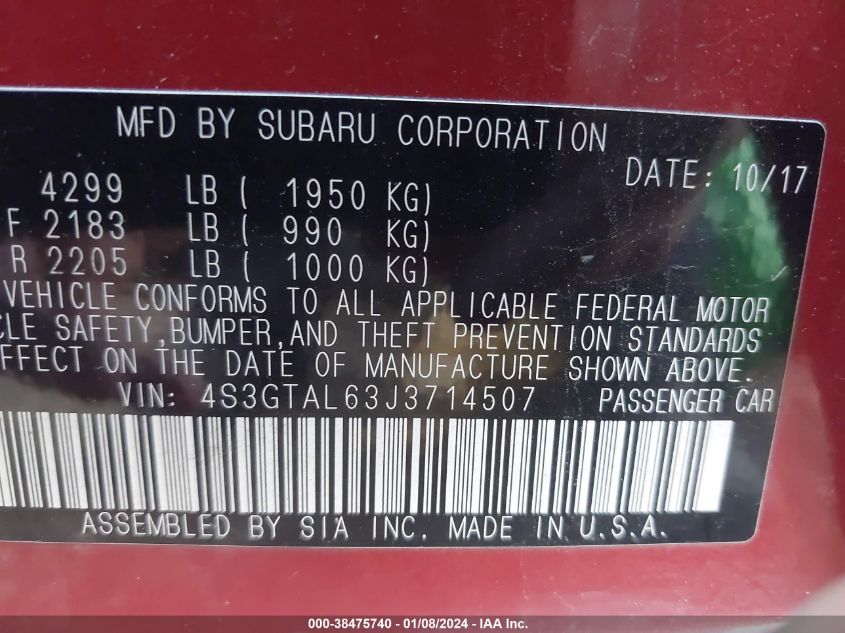 MFD BY SUBARU CORPORATION
DATE: 10/17
4299 LB ( 1950 KG)
F 2183 LB ( 990 KG)
R 2205 LB ( 1000 KG)
VEHICLE CONFORMS TO ALL APPLICABLE FEDERAL MOTOR
CLE SAFETY,BUMPER,AND THEFT PREVENTION STANDARDS
EFFECT ON THE DATE OF MANUFACTURE SHOWN ABOVE.
VIN: 4S3GTAL63J3714507 PASSENGER CAR
ASSEMBLED BY SIA INC. MADE IN U.S.A.
000-38475740 - 01/08/2024 - IAA Inc.